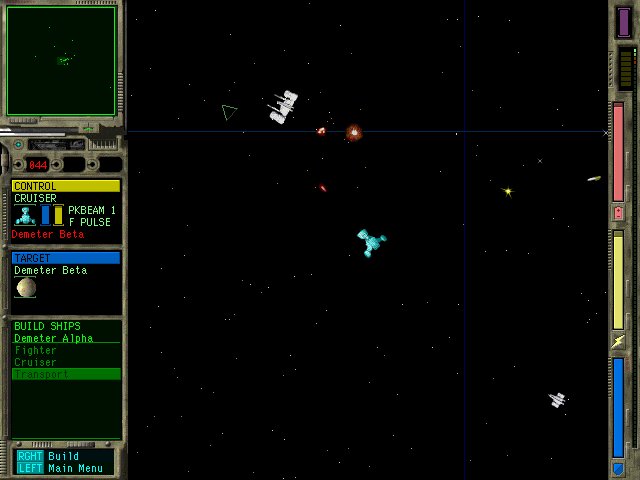 044
CONTROL
CRUISER
PKBEAM 1
F PULSE
Demeter Beta
TARGET
Demeter Beta
BUILD SHIPS
Demeter Alpha
Fighter
Cruiser
Transport
RGHT Build
LEFT Main Menu